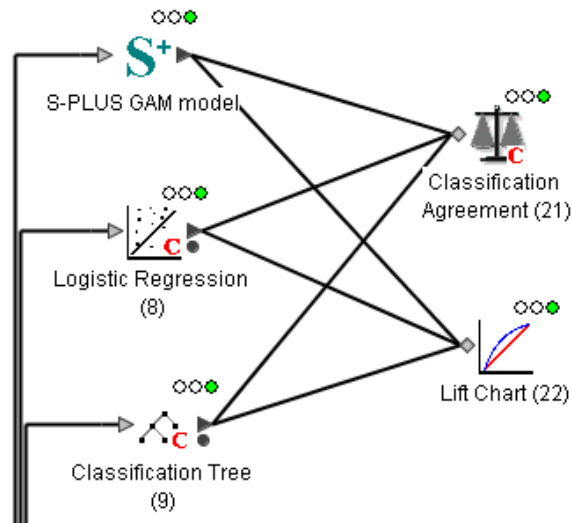 S+
S-PLUS GAM model
C
Classification
Agreement (21)
C
Logistic Regression
(8)
Lift Chart (22)
C
Classification Tree
(9)